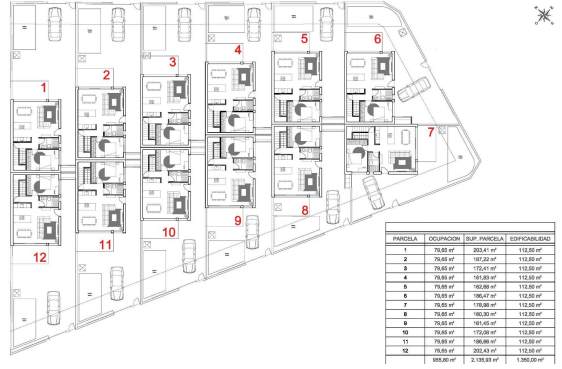 5
6
4
3
2
1
7
8
9
10
11
12
PARCELA OCUPACION SUP. PARCELA EDIFICABILIDAD
1 79,65 m² 203,41 m² 112,50 m²
2 79,65 m² 187,22 m² 112,50 m²
3 79,65 m² 172,41 m² 112,50 m²
4 79,65 m² 161,83 m² 112,50 m²
5 79,65 m² 162,68 m² 112,50 m²
6 79,65 m² 186,47 m² 112,50 m²
7 79,65 m² 178,98 m² 112,50 m²
8 79,65 m² 160,30 m² 112,50 m²
9 79,65 m² 161,45 m² 112,50 m²
10 79,65 m² 172,08 m² 112,50 m²
11 79,65 m² 186,66 m² 112,50 m²
12 79,65 m² 202,43 m² 112,50 m²
955,80 m² 2.135,93 m² 1.350,00 m²